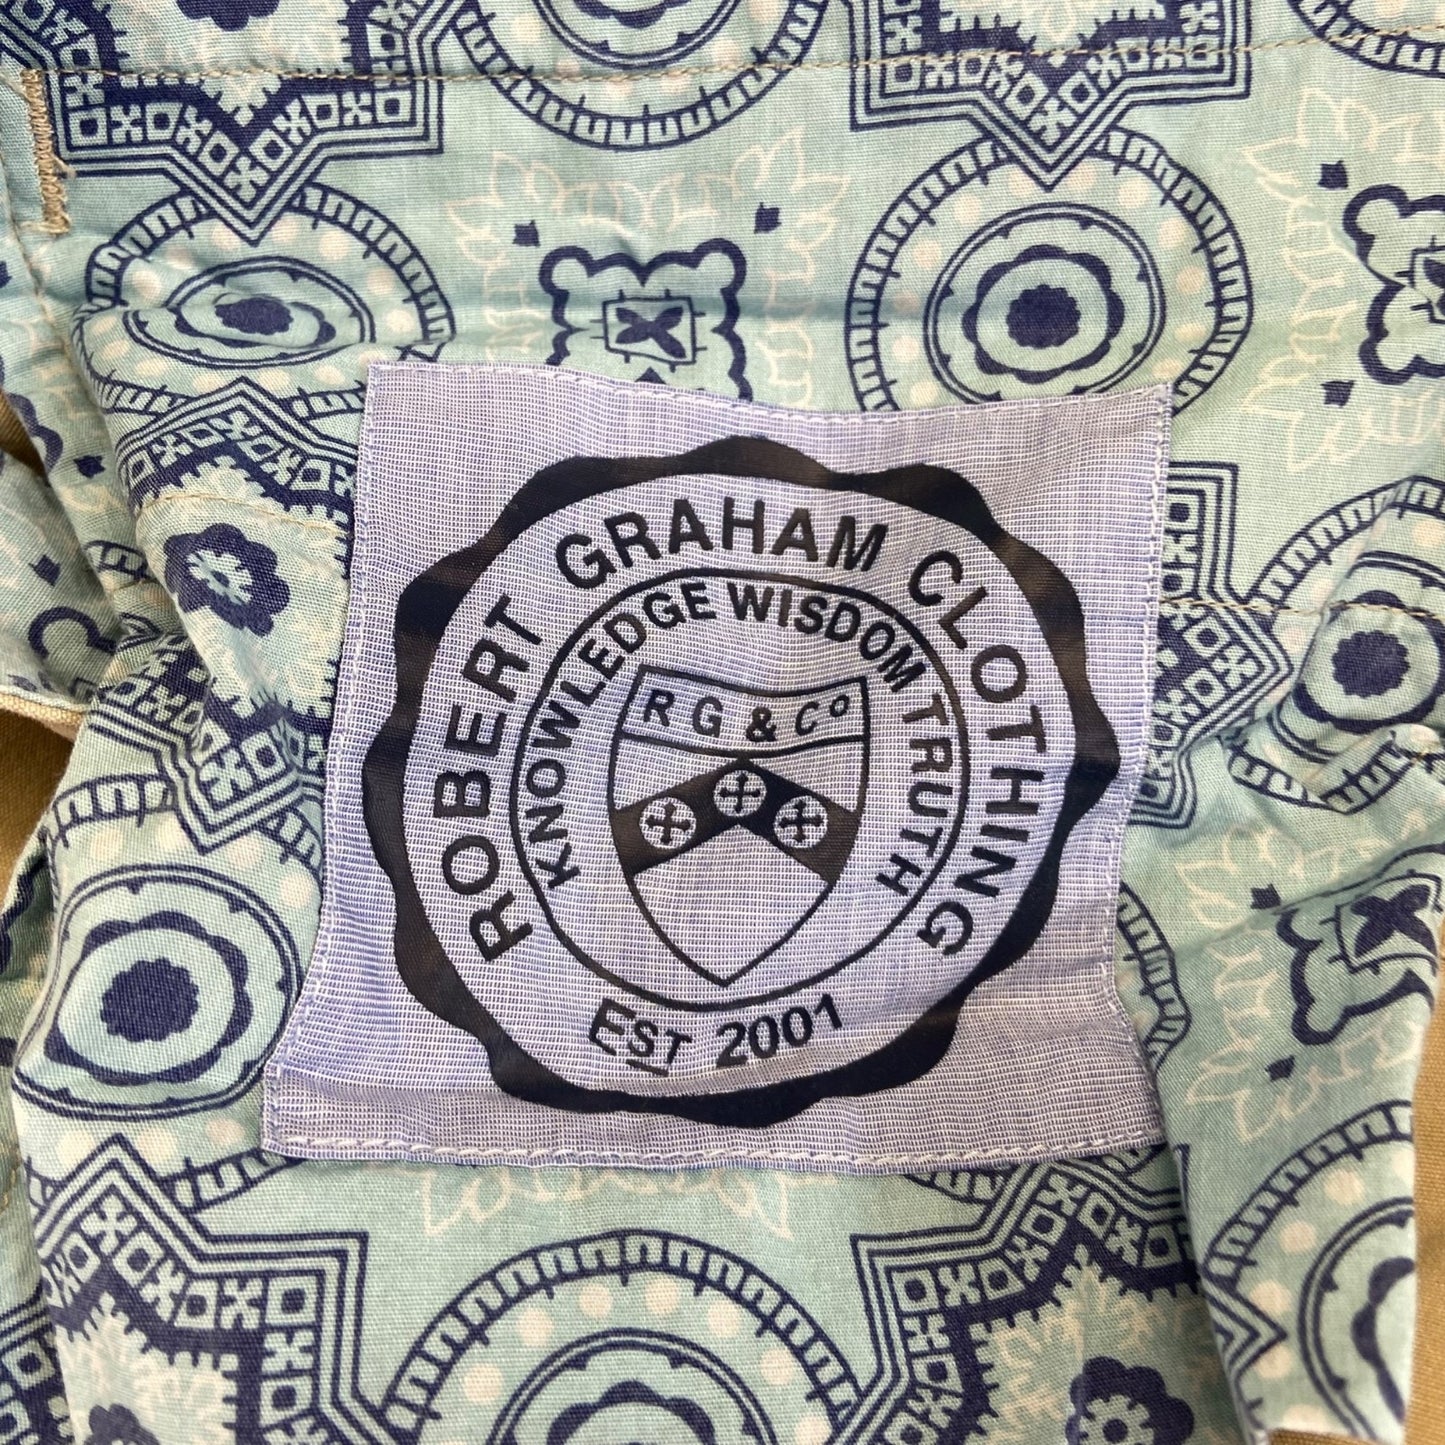 ROBERT GRAHAM CLOTHING
KNOWLEDGE WISDOM TRUTH
R G & Co
EST 2001